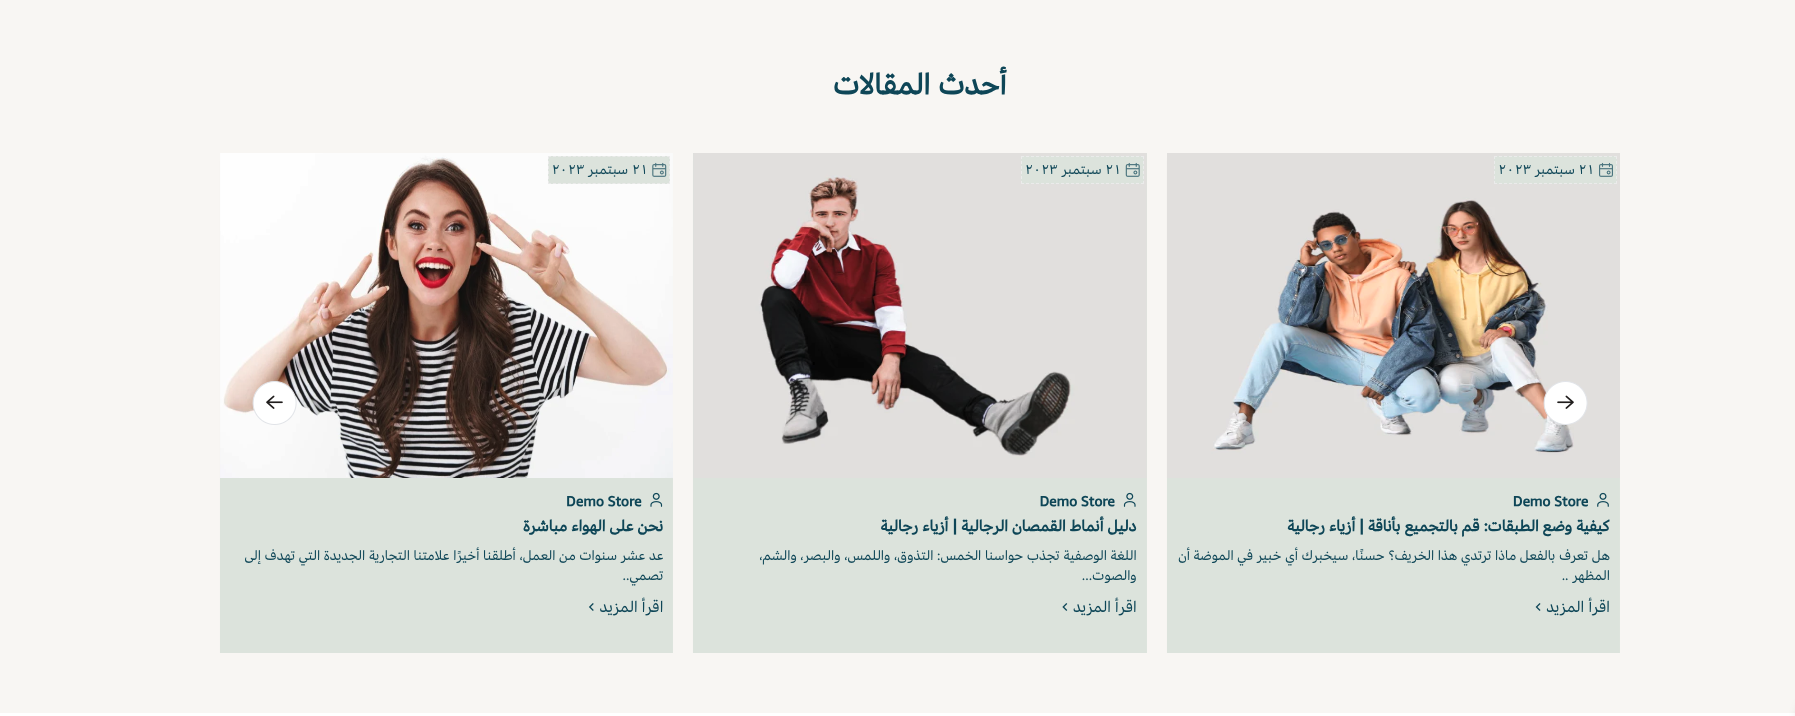 أحدث المقالات
٢١ سبتمبر ٢٠٢٣
Demo Store
كيفية وضع الطبقات: قم بالتجميع بأناقة | أزياء رجالية
هل تعرف بالفعل ماذا ترتدي هذا الخريف؟ حسنًا، سيخبرك أي خبير في الموضة أن
المظهر ..
اقرأ المزيد
٢١ سبتمبر ٢٠٢٣
Demo Store
دليل أنماط القمصان الرجالية | أزياء رجالية
اللغة الوصفية تجذب حواسنا الخمس: التذوق، واللمس، والبصر، والشم،
والصوت...
اقرأ المزيد
٢١ سبتمبر ٢٠٢٣
Demo Store
نحن على الهواء مباشرة
عد عشر سنوات من العمل، أطلقنا أخيرًا علامتنا التجارية الجديدة التي تهدف إلى
تصمي..
اقرأ المزيد